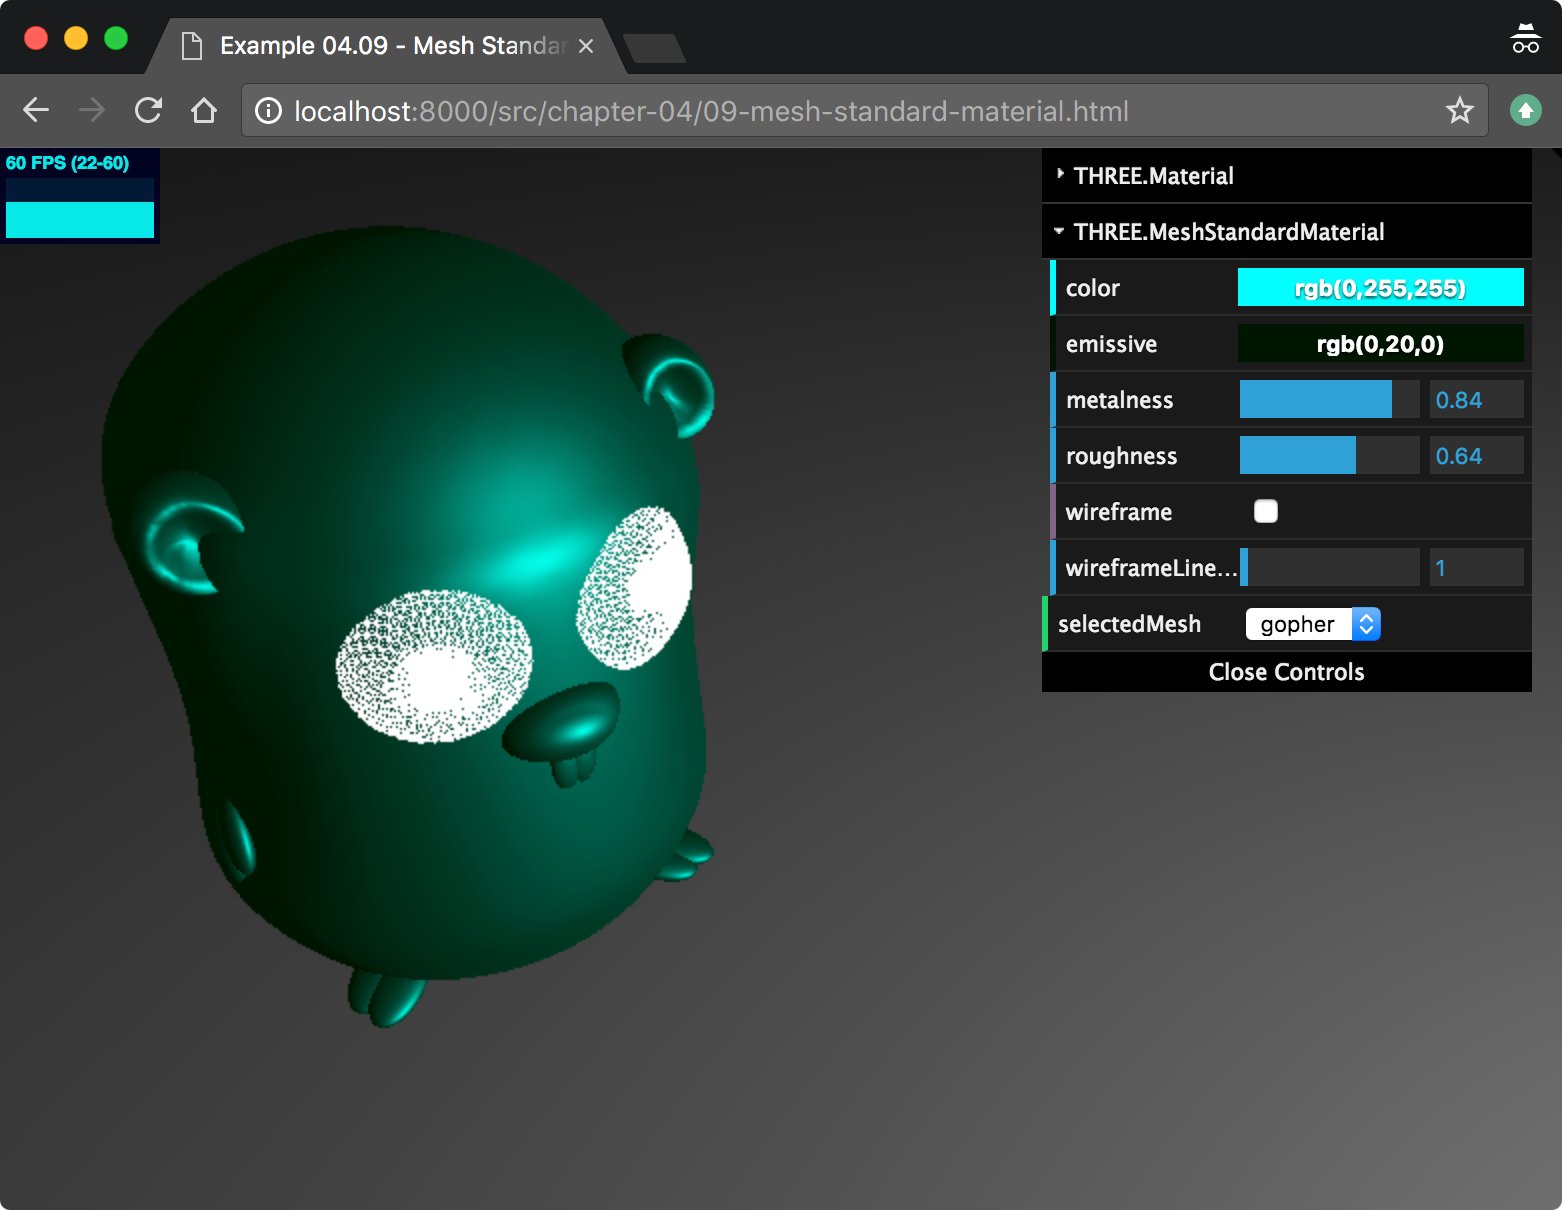 Example 04.09 - Mesh Standar
localhost:8000/src/chapter-04/09-mesh-standard-material.html
60 FPS (22-60)
THREE.Material
THREE.MeshStandardMaterial
color rgb(0,255,255)
emissive rgb(0,20,0)
metalness 0.84
roughness 0.64
wireframe
wireframeLine... 1
selectedMesh gopher
Close Controls